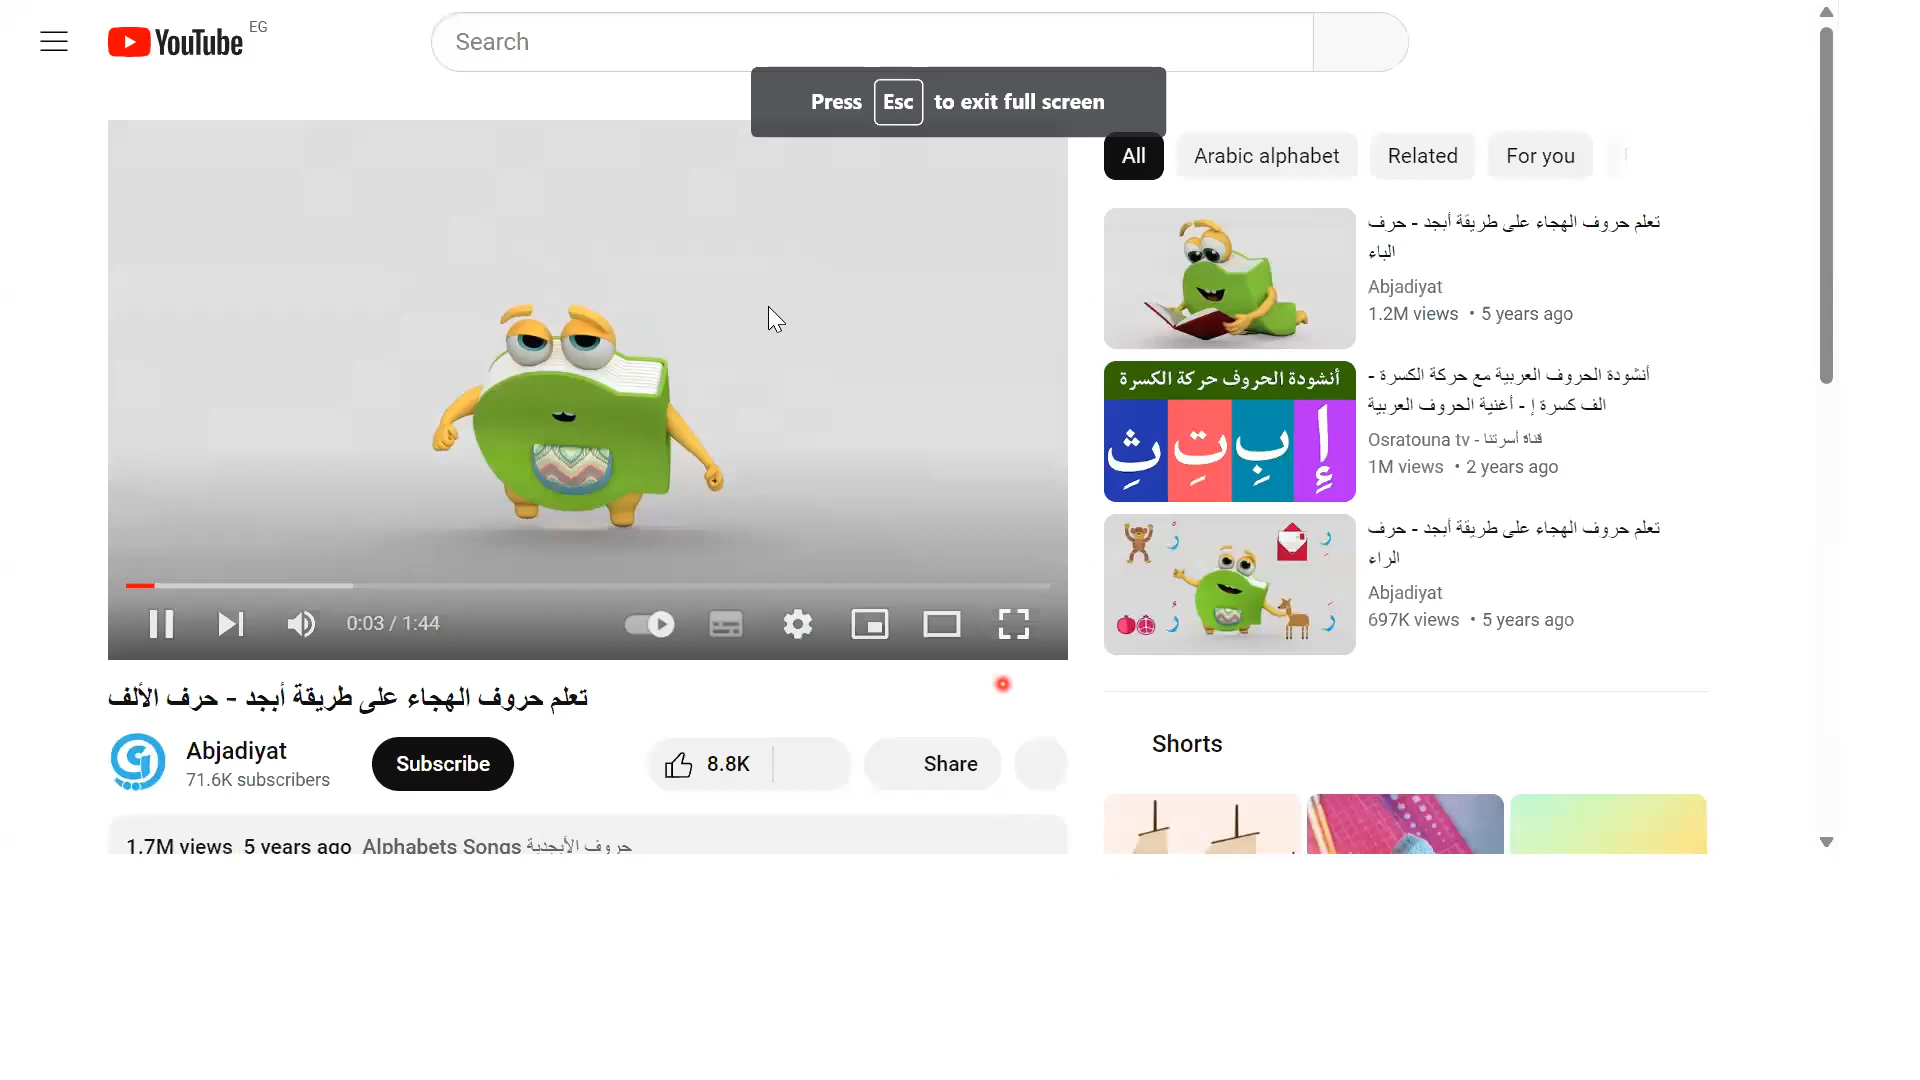 YouTube EG
Search
Press Esc to exit full screen
All
Arabic alphabet
Related
For you
تعلم حروف الهجاء على طريقة أبجد - حرف
الباء
Abjadiyat
1.2M views • 5 years ago
أنشودة الحروف حركة الكسرة
إِ بِ تِ ثِ
أنشودة الحروف العربية مع حركة الكسرة -
الف كسرة إ - أغنية الحروف العربية
Osratouna tv - قناة أسرتنا
1M views • 2 years ago
تعلم حروف الهجاء على طريقة أبجد - حرف
الراء
Abjadiyat
697K views • 5 years ago
0:03 / 1:44
تعلم حروف الهجاء على طريقة أبجد - حرف الألف
Abjadiyat
71.6K subscribers
Subscribe
8.8K
Share
1.7M views 5 years ago Alphabets Songs حروف الأبجدية
Shorts